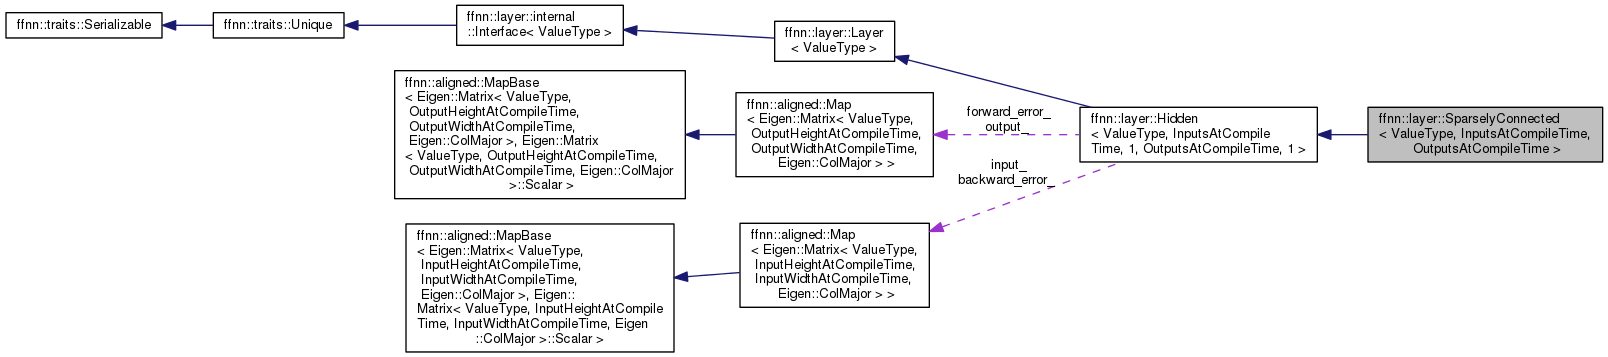 ffnn::traits::Serializable
ffnn::traits::Unique
ffnn::layer::internal
::Interface< ValueType >
ffnn::layer::Layer
< ValueType >
ffnn::aligned::MapBase
< Eigen::Matrix< ValueType,
OutputHeightAtCompileTime,
OutputWidthAtCompileTime,
Eigen::ColMajor >, Eigen::Matrix
< ValueType, OutputHeightAtCompileTime,
OutputWidthAtCompileTime, Eigen::ColMajor
>::Scalar >
ffnn::aligned::Map
< Eigen::Matrix< ValueType,
OutputHeightAtCompileTime,
OutputWidthAtCompileTime,
Eigen::ColMajor > >
forward_error_
output_
ffnn::layer::Hidden
< ValueType, InputsAtCompile
Time, 1, OutputsAtCompileTime, 1 >
ffnn::layer::SparselyConnected
< ValueType, InputsAtCompileTime,
OutputsAtCompileTime >
input_
backward_error_
ffnn::aligned::MapBase
< Eigen::Matrix< ValueType,
InputHeightAtCompileTime,
InputWidthAtCompileTime,
Eigen::ColMajor >, Eigen::
Matrix< ValueType, InputHeightAtCompile
Time, InputWidthAtCompileTime, Eigen
::ColMajor >::Scalar >
ffnn::aligned::Map
< Eigen::Matrix< ValueType,
InputHeightAtCompileTime,
InputWidthAtCompileTime,
Eigen::ColMajor > >